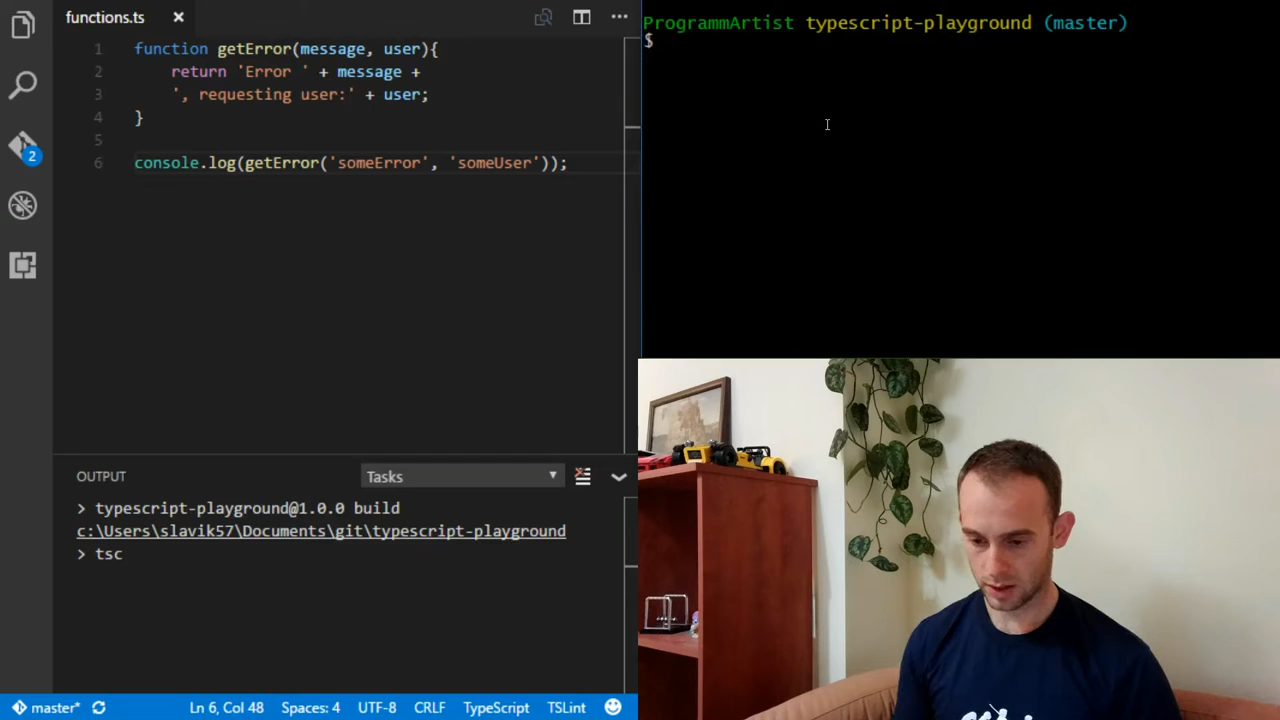 functions.ts
1 function getError(message, user){
2 return 'Error ' + message +
3 ', requesting user:' + user;
4 }
5
6 console.log(getError('someError', 'someUser'));
2
OUTPUT
Tasks
> typescript-playground@1.0.0 build
c:\Users\slavik57\Documents\git\typescript-playground
> tsc
master*
Ln 6, Col 48
Spaces: 4
UTF-8
CRLF
TypeScript
TSLint
ProgrammArtist typescript-playground (master)
$